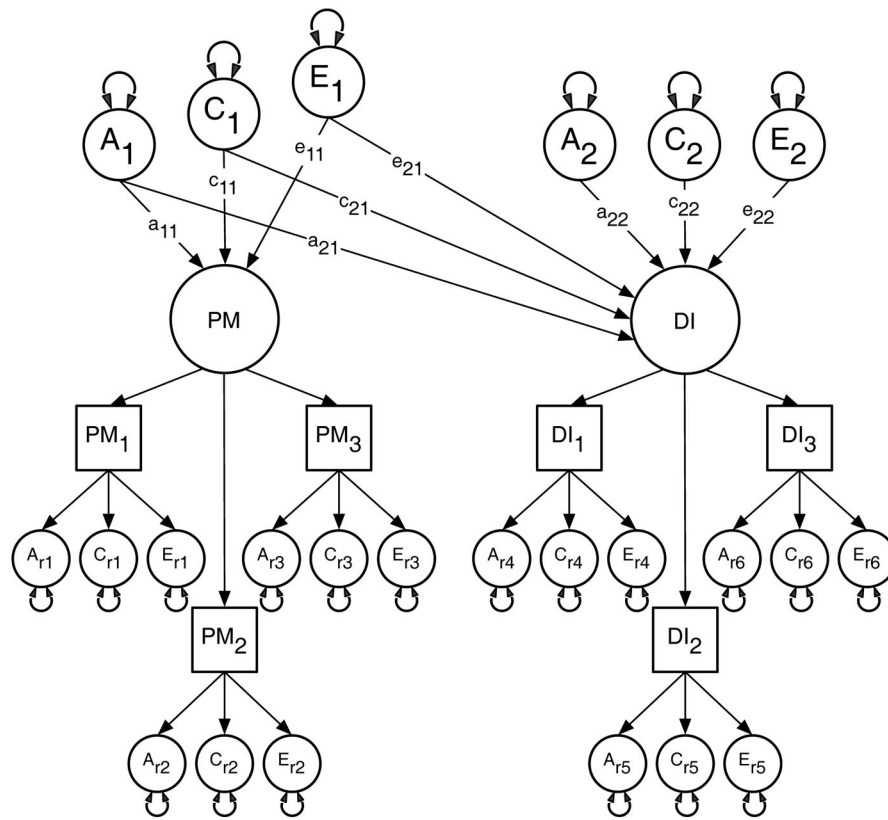 E1
C1
A1
A2
C2
E2
e11
e21
c11
c21
a11
a21
a22
c22
e22
PM
DI
PM1
PM3
DI1
DI3
Ar1
Cr1
Er1
Ar3
Cr3
Er3
Ar4
Cr4
Er4
Ar6
Cr6
Er6
PM2
DI2
Ar2
Cr2
Er2
Ar5
Cr5
Er5